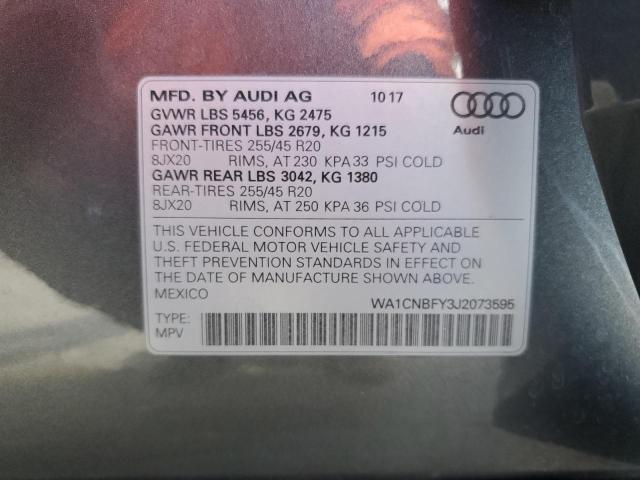 MFD. BY AUDI AG 10 17
GVWR LBS 5456, KG 2475
GAWR FRONT LBS 2679, KG 1215
FRONT-TIRES 255/45 R20
8JX20 RIMS, AT 230 KPA 33 PSI COLD
GAWR REAR LBS 3042, KG 1380
REAR-TIRES 255/45 R20
8JX20 RIMS, AT 250 KPA 36 PSI COLD
Audi
THIS VEHICLE CONFORMS TO ALL APPLICABLE
U.S. FEDERAL MOTOR VEHICLE SAFETY AND
THEFT PREVENTION STANDARDS IN EFFECT ON
THE DATE OF MANUFACTURE SHOWN ABOVE.
MEXICO WA1CNBFY3J2073595
TYPE:
MPV